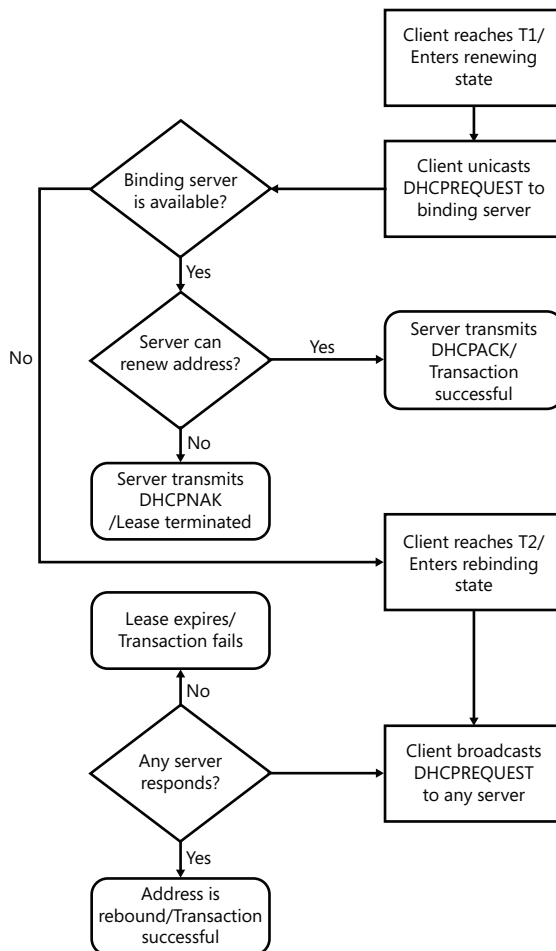 Client reaches T1/
Enters renewing
state
Client unicasts
DHCPREQUEST to
binding server
Binding server
is available?
Yes
No
Server can
renew address?
Yes
Server transmits
DHCPACK/
Transaction
successful
No
Server transmits
DHCPNAK
/Lease terminated
Client reaches T2/
Enters rebinding
state
Client broadcasts
DHCPREQUEST
to any server
Any server
responds?
No
Lease expires/
Transaction fails
Yes
Address is
rebound/Transaction
successful